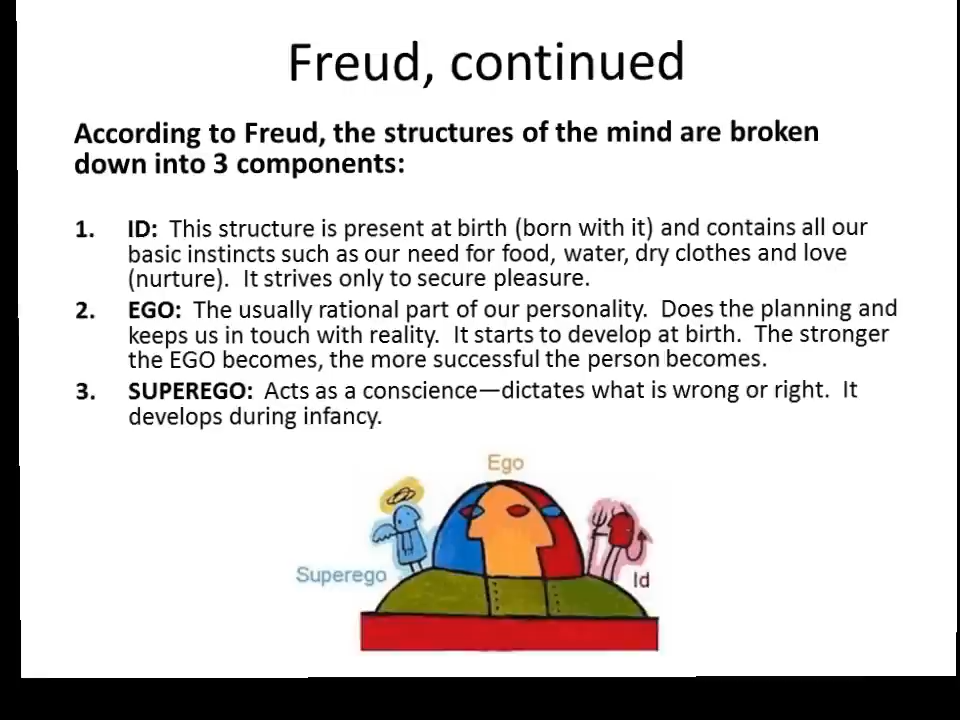 Freud, continued
According to Freud, the structures of the mind are broken
down into 3 components:
1. ID: This structure is present at birth (born with it) and contains all our
basic instincts such as our need for food, water, dry clothes and love
(nurture). It strives only to secure pleasure.
2. EGO: The usually rational part of our personality. Does the planning and
keeps us in touch with reality. It starts to develop at birth. The stronger
the EGO becomes, the more successful the person becomes.
3. SUPEREGO: Acts as a conscience—dictates what is wrong or right. It
develops during infancy.
Ego
Superego
Id